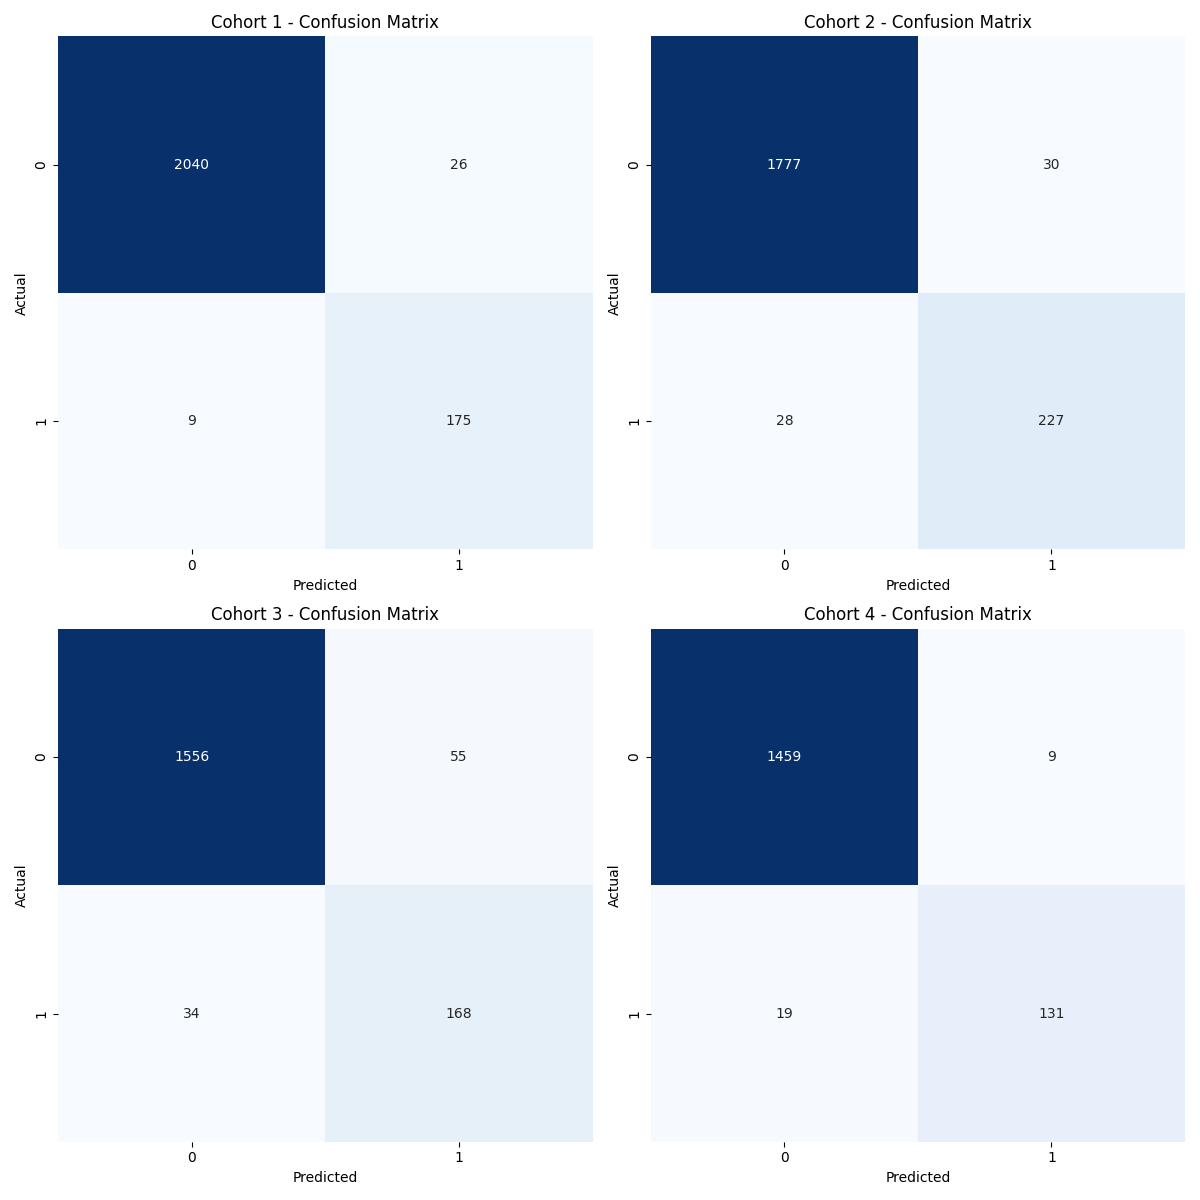 Cohort 1 - Confusion Matrix
0
2040
26
Actual
1
9
175
0
1
Predicted
Cohort 2 - Confusion Matrix
0
1777
30
Actual
1
28
227
0
1
Predicted
Cohort 3 - Confusion Matrix
0
1556
55
Actual
1
34
168
0
1
Predicted
Cohort 4 - Confusion Matrix
0
1459
9
Actual
1
19
131
0
1
Predicted